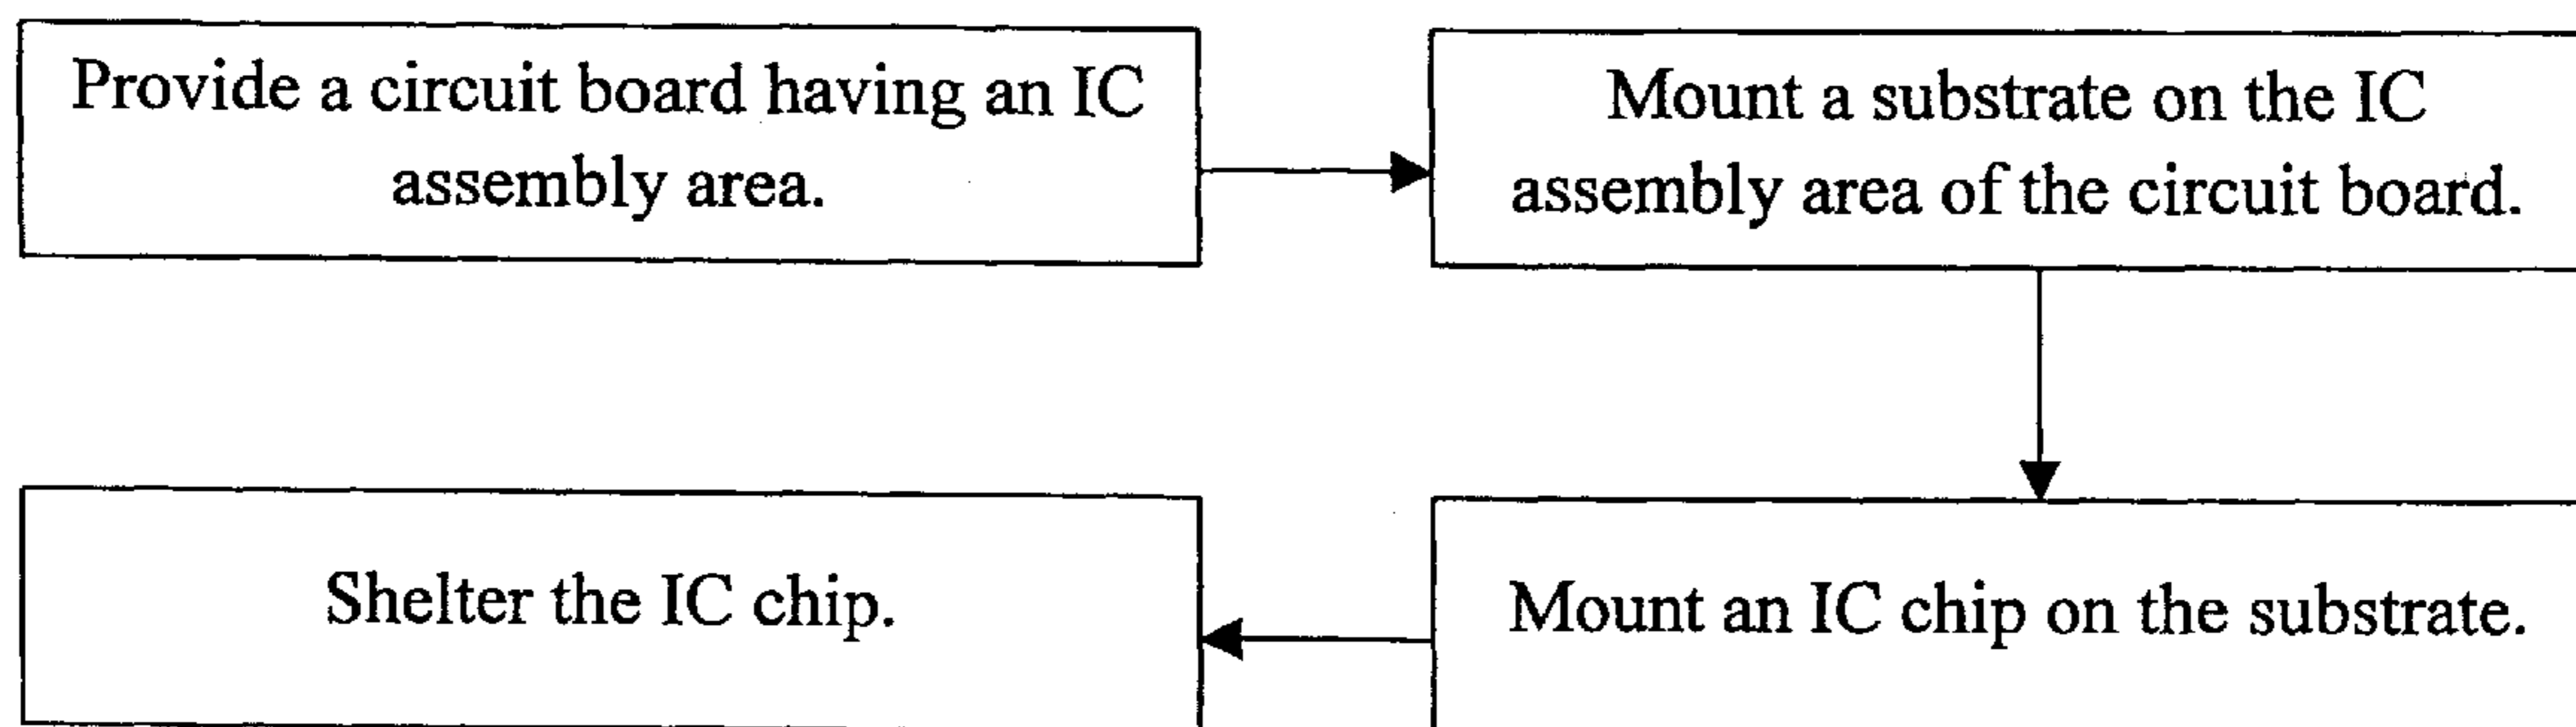 Provide a circuit board having an IC
assembly area.
Mount a substrate on the IC
assembly area of the circuit board.
Mount an IC chip on the substrate.
Shelter the IC chip.